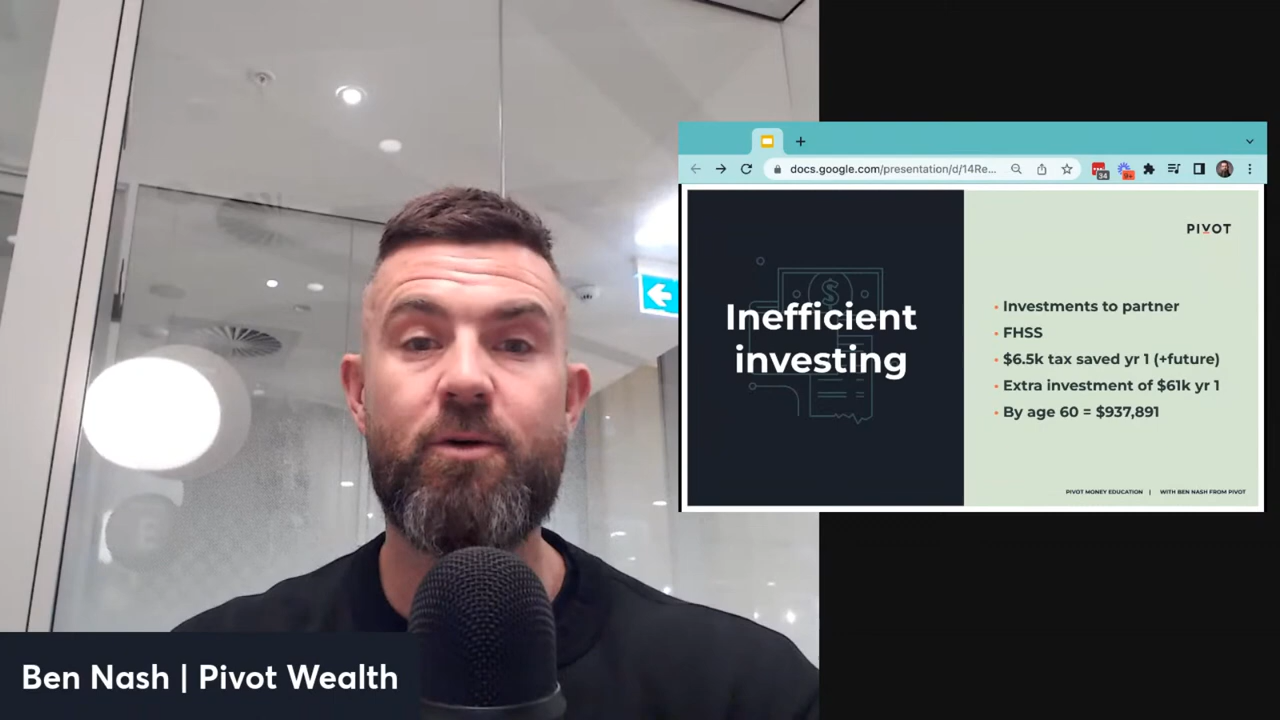 docs.google.com/presentation/d/14Re...
34
9+
PIVOT
Inefficient
investing
• Investments to partner
• FHSS
• $6.5k tax saved yr 1 (+future)
• Extra investment of $61k yr 1
• By age 60 = $937,891
PIVOT MONEY EDUCATION | WITH BEN NASH FROM PIVOT
Ben Nash | Pivot Wealth